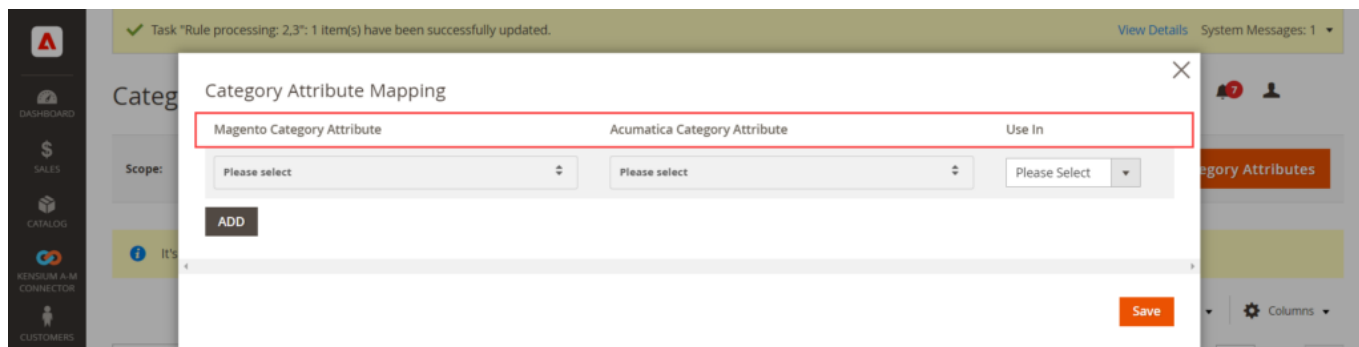 Task "Rule processing: 2,3": 1 item(s) have been successfully updated.
View Details System Messages: 1
DASHBOARD
Categ
Category Attribute Mapping
7
Magento Category Attribute
Acumatica Category Attribute
Use In
$
SALES
Scope:
Please select
Please select
Please Select
egory Attributes
CATALOG
ADD
It's
KENSIUM A-M
CONNECTOR
Save
Columns
CUSTOMERS